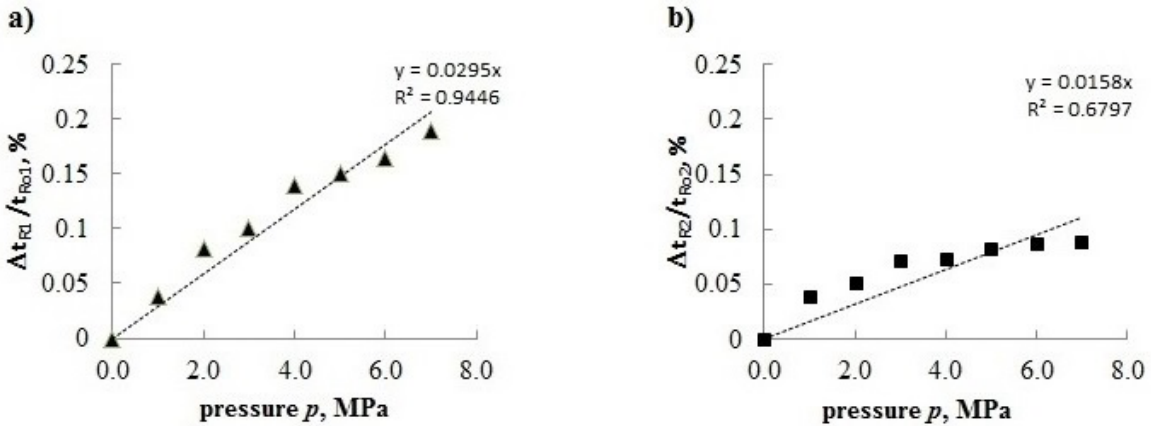 a)
0.25
0.2
0.15
0.1
0.05
0
0.0 2.0 4.0 6.0 8.0
Δt_R1 /t_Ro1, %
pressure p, MPa
y = 0.0295x
R² = 0.9446
b)
0.25
0.2
0.15
0.1
0.05
0
0.0 2.0 4.0 6.0 8.0
Δt_R2/t_Ro2, %
pressure p, MPa
y = 0.0158x
R² = 0.6797